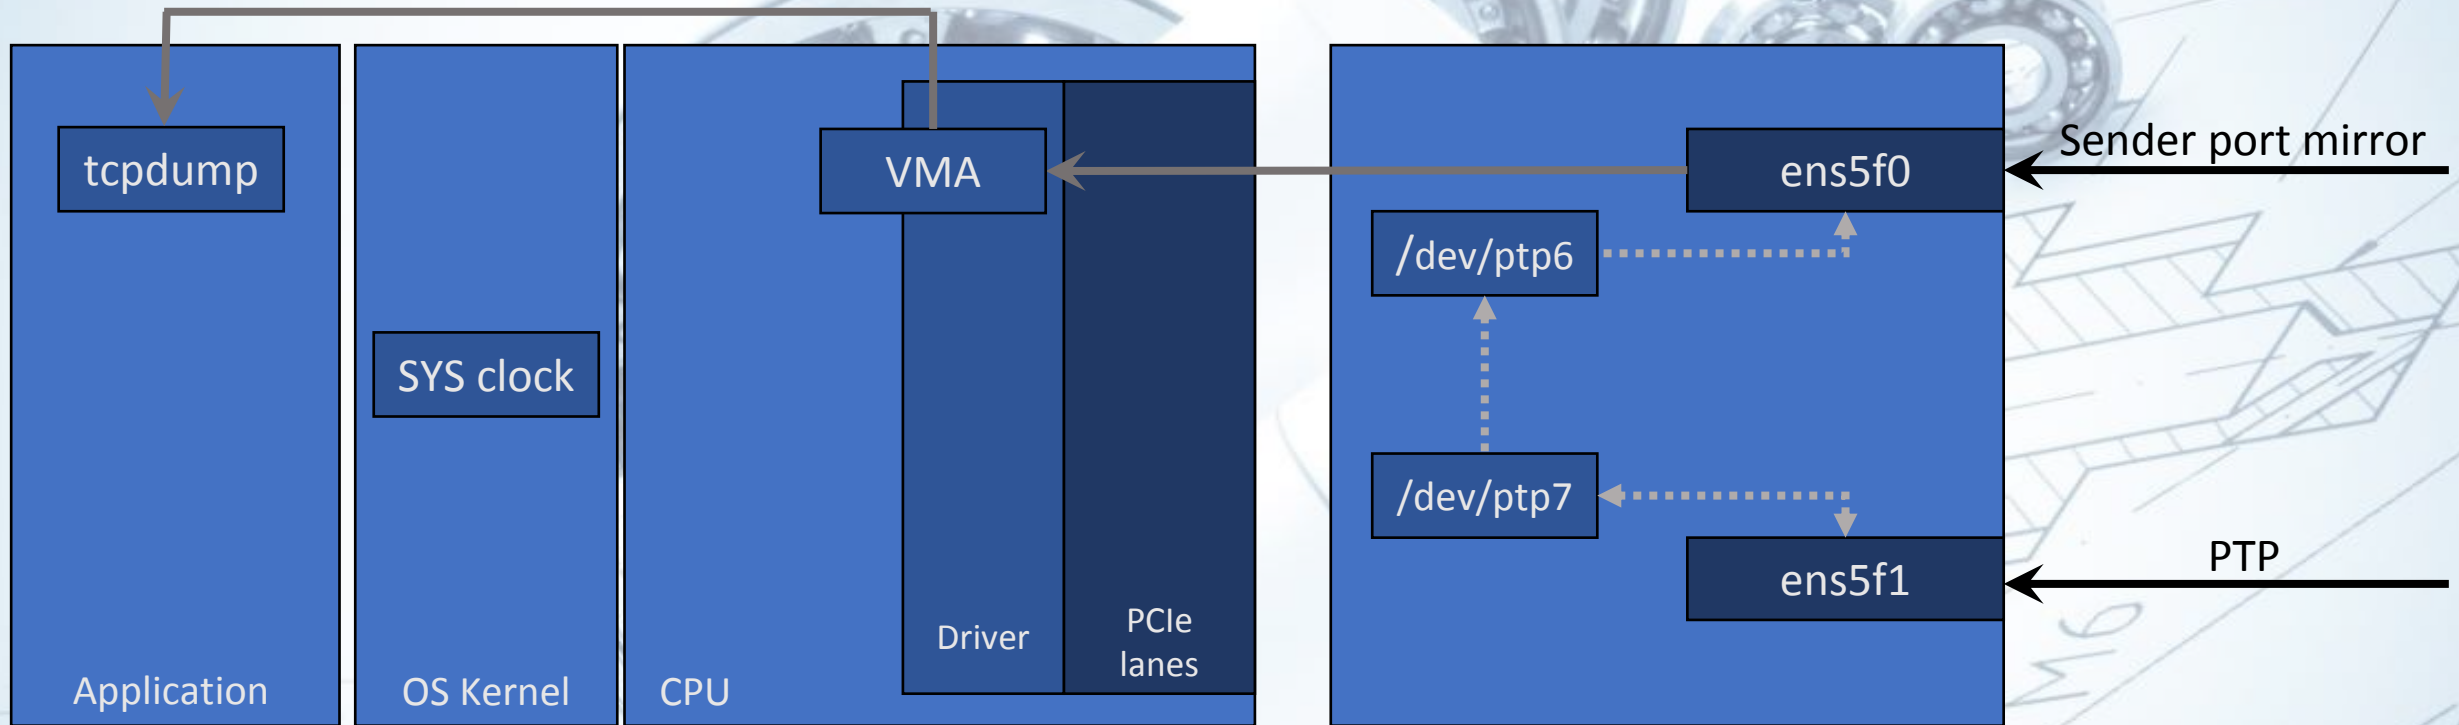 tcpdump
Application
SYS clock
OS Kernel
VMA
Driver
PCIe
lanes
CPU
ens5f0
/dev/ptp6
/dev/ptp7
ens5f1
Sender port mirror
PTP